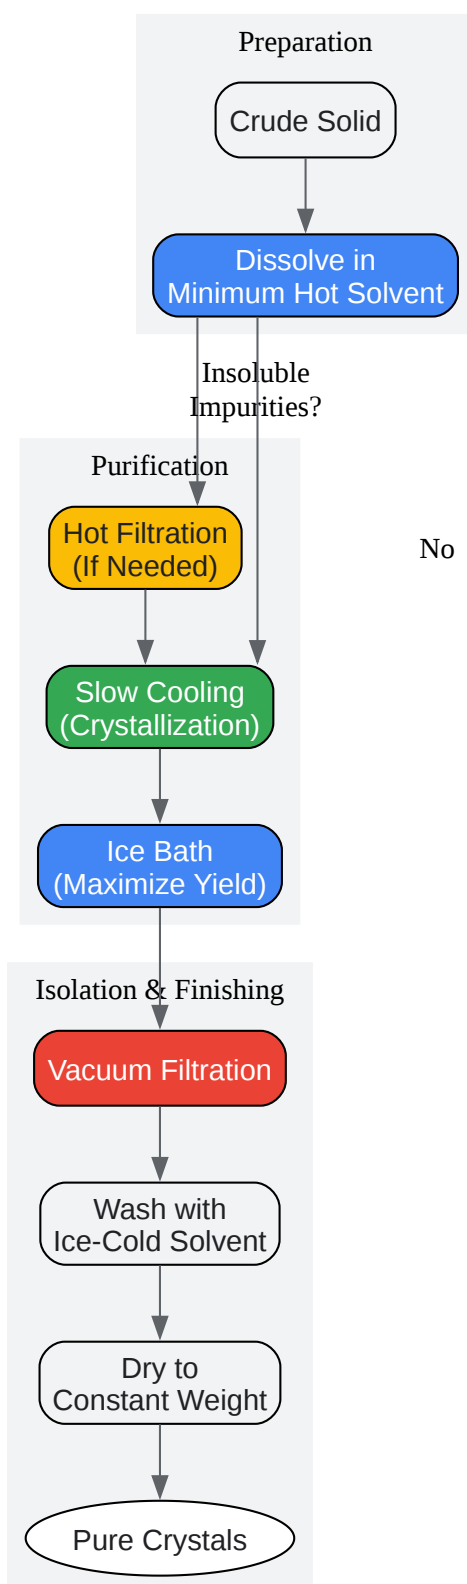 Preparation
Crude Solid
Dissolve in
Minimum Hot Solvent
Insoluble
Impurities?
Purification
Hot Filtration
(If Needed)
No
Slow Cooling
(Crystallization)
Ice Bath
(Maximize Yield)
Isolation & Finishing
Vacuum Filtration
Wash with
Ice-Cold Solvent
Dry to
Constant Weight
Pure Crystals